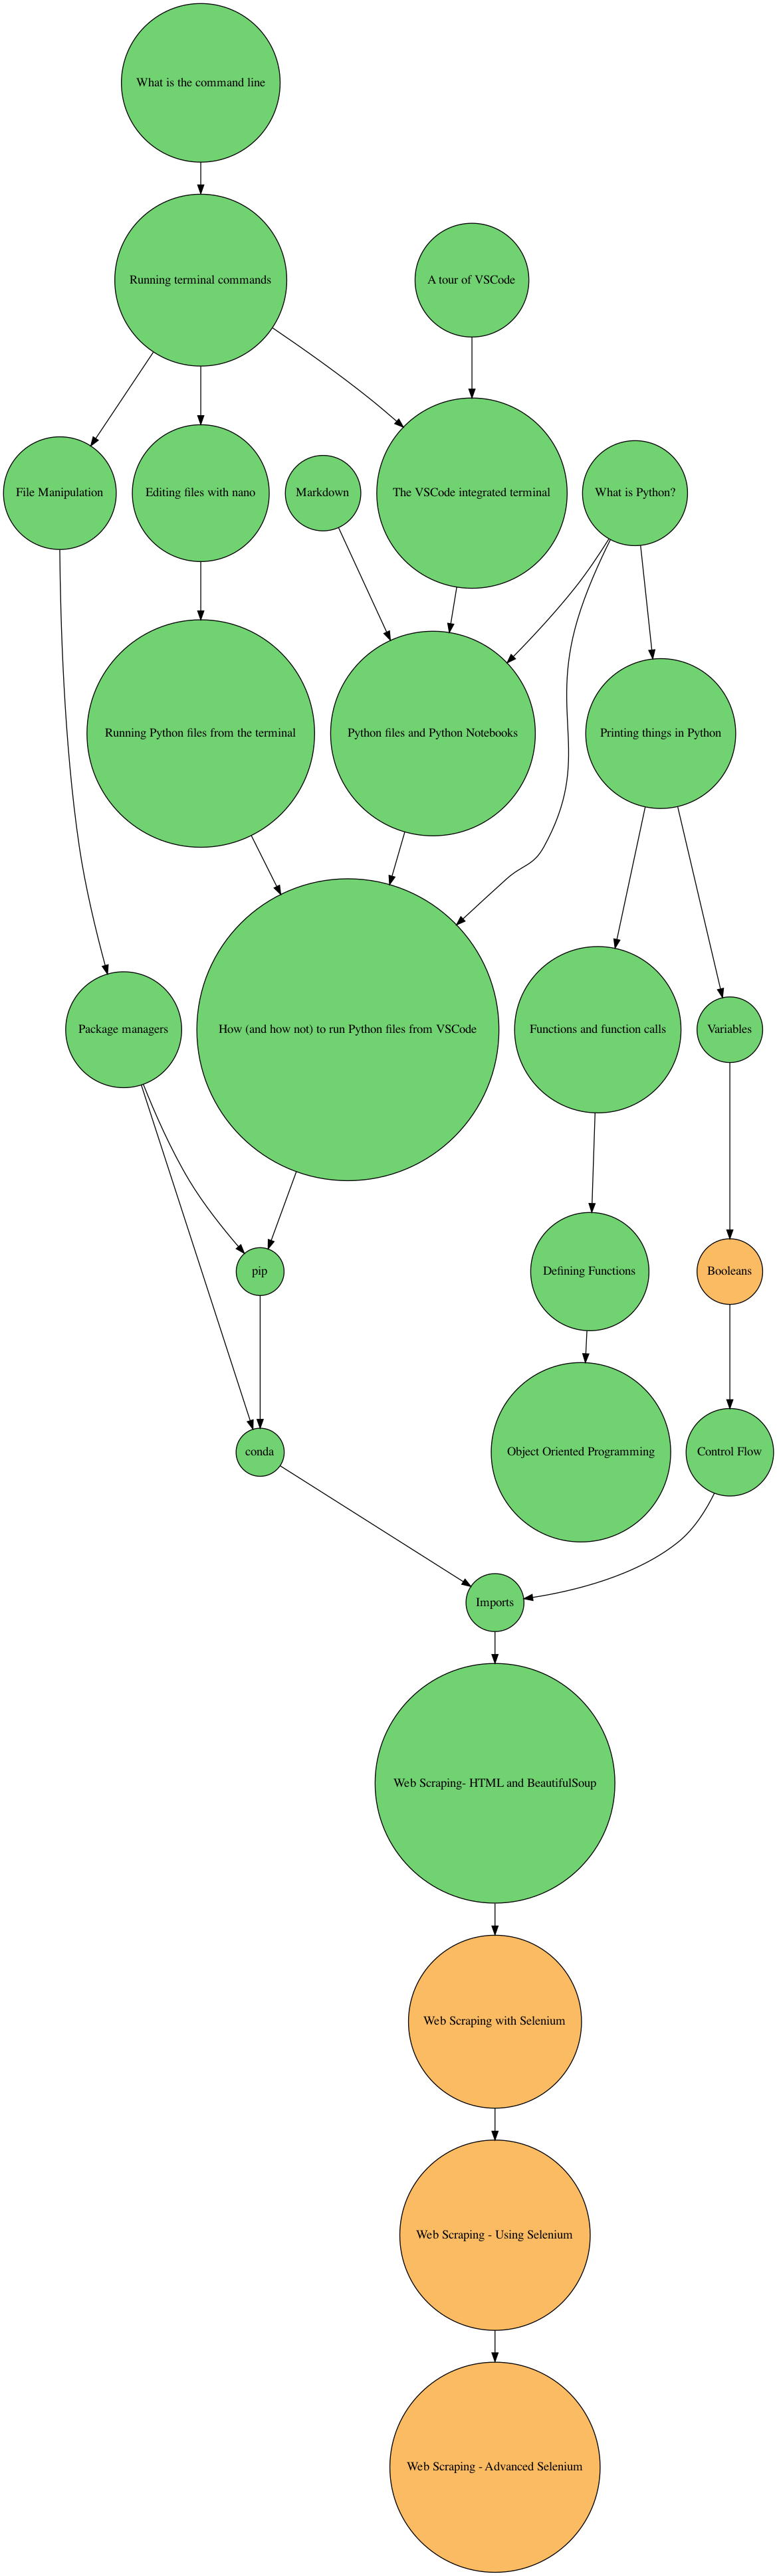 What is the command line
Running terminal commands
A tour of VSCode
File Manipulation
Editing files with nano
Markdown
The VSCode integrated terminal
What is Python?
Running Python files from the terminal
Python files and Python Notebooks
Printing things in Python
Package managers
How (and how not) to run Python files from VSCode
Functions and function calls
Variables
pip
Defining Functions
Booleans
conda
Object Oriented Programming
Control Flow
Imports
Web Scraping- HTML and BeautifulSoup
Web Scraping with Selenium
Web Scraping - Using Selenium
Web Scraping - Advanced Selenium